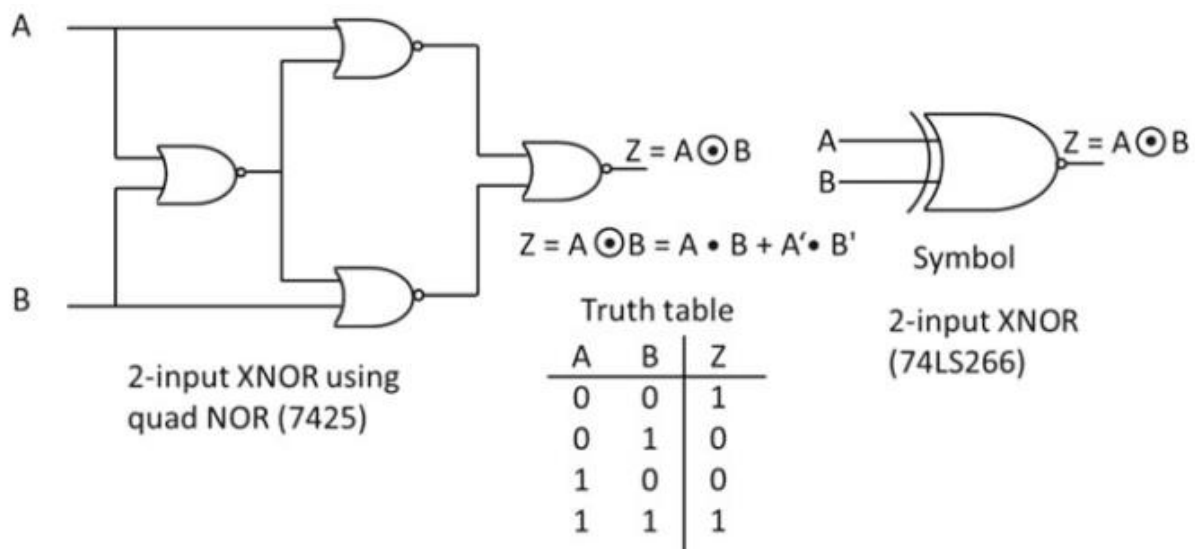 A
B
Z = A ⊙ B
Z = A ⊙ B = A • B + A' • B'
2-input XNOR using
quad NOR (7425)
Truth table
A B Z
0 0 1
0 1 0
1 0 0
1 1 1
A
B
Z = A ⊙ B
Symbol
2-input XNOR
(74LS266)